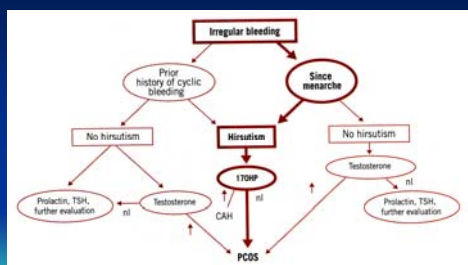 Irregular bleeding
Prior
history of cyclic
bleeding
Since
menarche
No hirsutism
Hirsutism
No hirsutism
Testosterone
17OHP
nl
Prolactin, TSH,
further evaluation
nl
Testosterone
↑
CAH
nl
↑
Prolactin, TSH,
further evaluation
↑
PCOS